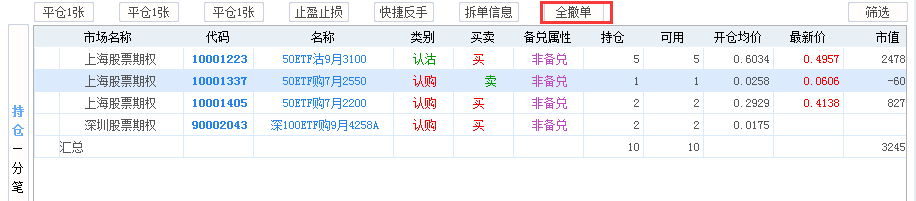 平仓1张 平仓1张 平仓1张 止盈止损 快捷反手 拆单信息 全撤单 筛选
市场名称 代码 名称 类别 买卖 备兑属性 持仓 可用 开仓均价 最新价 市值
上海股票期权 10001223 50ETF沽9月3100 认沽 买 非备兑 5 5 0.6034 0.4957 2478
上海股票期权 10001337 50ETF购7月2550 认购 卖 非备兑 1 1 0.0258 0.0606 -60
上海股票期权 10001405 50ETF购7月2200 认购 买 非备兑 2 2 0.2929 0.4138 827
深圳股票期权 90002043 深100ETF购9月4258A 认购 买 非备兑 2 2 0.0175
汇总 10 10 3245
持仓
一
分
笔